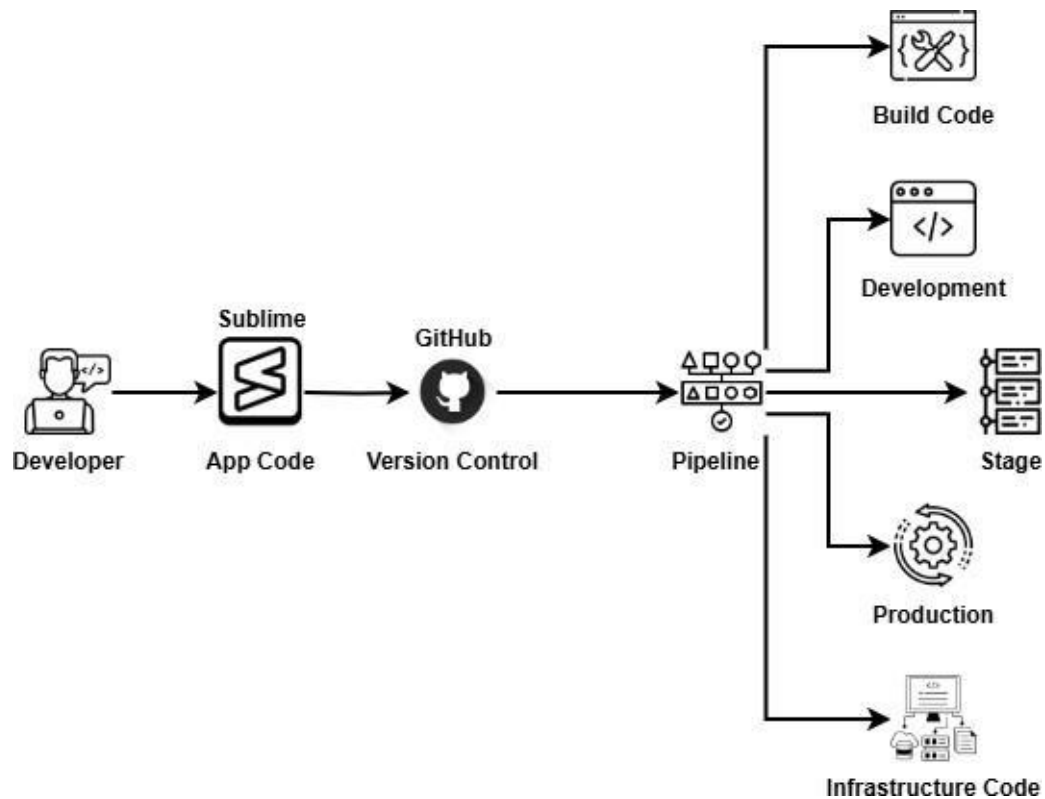 Build Code
Development
Sublime
GitHub
Developer
App Code
Version Control
Pipeline
Stage
Production
Infrastructure Code